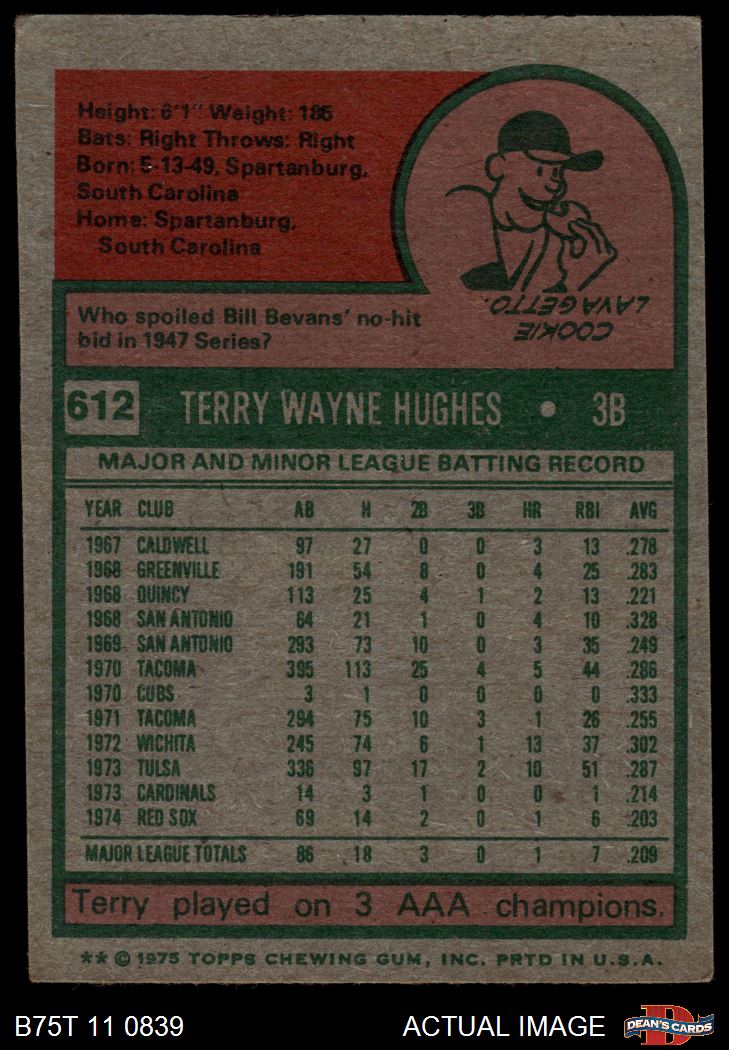 Height: 6'1" Weight: 185
Bats: Right Throws: Right
Born: 5-13-49, Spartanburg,
South Carolina
Home: Spartanburg,
South Carolina
COOKIE
LAVAGETTO.
Who spoiled Bill Bevans' no-hit
bid in 1947 Series?
612 TERRY WAYNE HUGHES • 3B
MAJOR AND MINOR LEAGUE BATTING RECORD
YEAR CLUB AB H 2B 3B HR RBI AVG
1967 CALDWELL 97 27 0 0 3 13 .278
1968 GREENVILLE 191 54 8 0 4 25 .283
1968 QUINCY 113 25 4 1 2 13 .221
1968 SAN ANTONIO 64 21 1 0 4 10 .328
1969 SAN ANTONIO 293 73 10 0 3 35 .249
1970 TACOMA 395 113 25 4 5 44 .286
1970 CUBS 3 1 0 0 0 0 .333
1971 TACOMA 294 75 10 3 1 26 .255
1972 WICHITA 245 74 6 1 13 37 .302
1973 TULSA 338 97 17 2 10 51 .287
1973 CARDINALS 14 3 1 0 0 1 .214
1974 RED SOX 69 14 2 0 1 6 .203
MAJOR LEAGUE TOTALS 86 18 3 0 1 7 .209
Terry played on 3 AAA champions.
** © 1975 TOPPS CHEWING GUM, INC. PRTD IN U.S.A.
B75T 11 0839 ACTUAL IMAGE DEAN'S CARDS